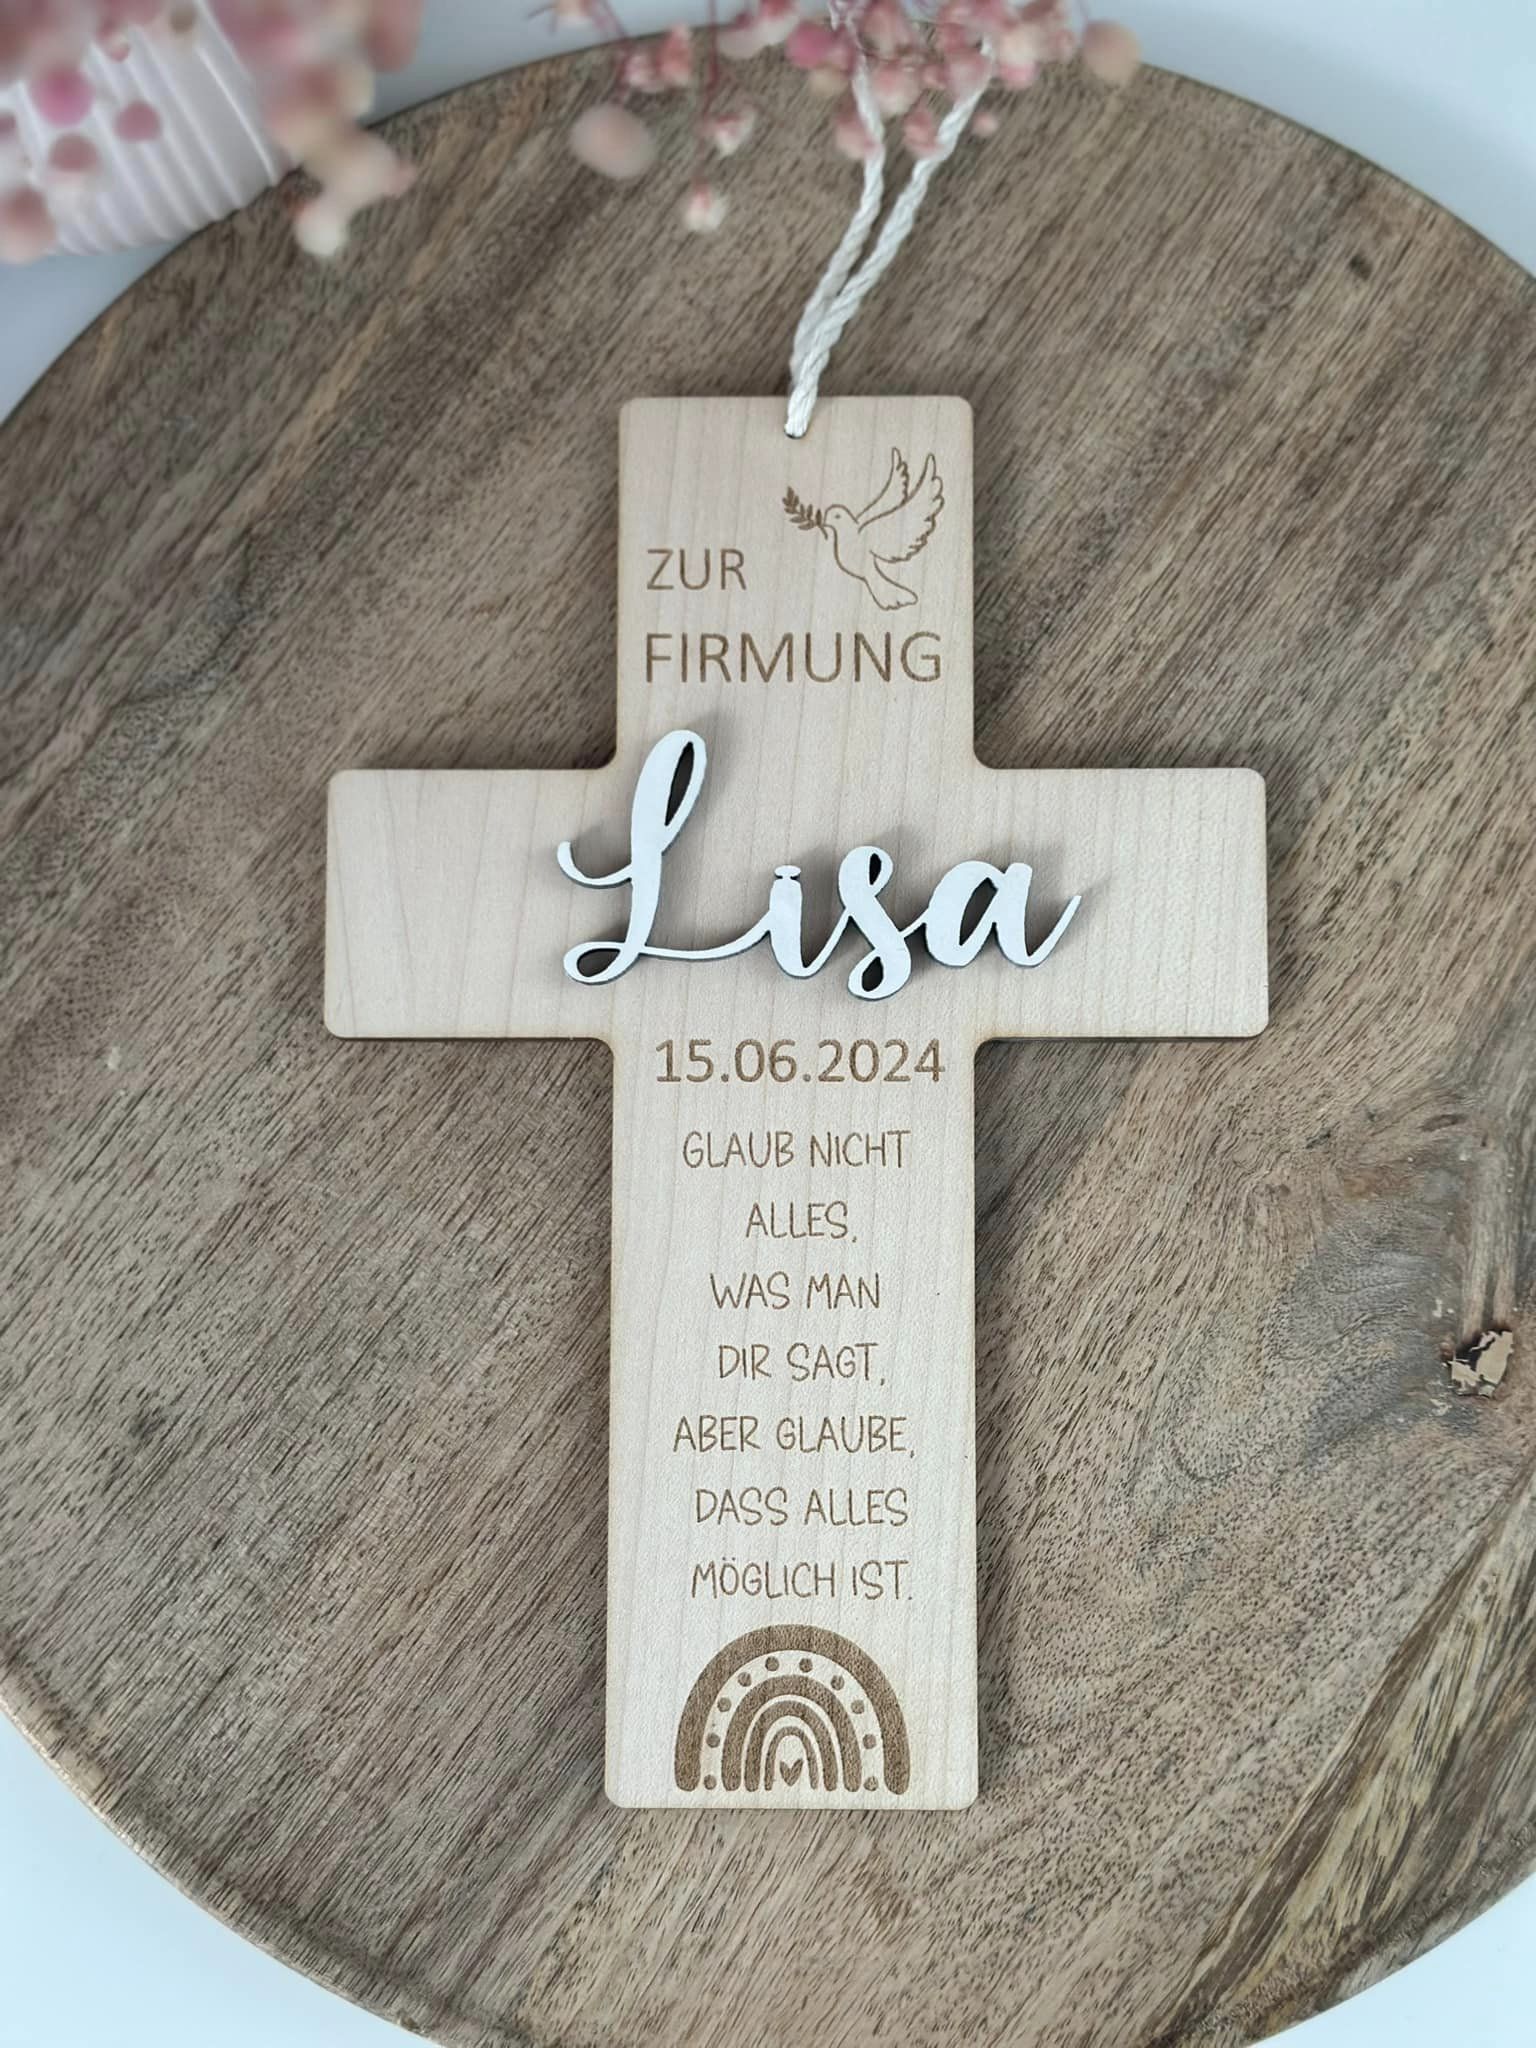 ZUR
FIRMUNG
Lisa
15.06.2024
GLAUB NICHT
ALLES,
WAS MAN
DIR SAGT,
ABER GLAUBE,
DASS ALLES
MÖGLICH IST.